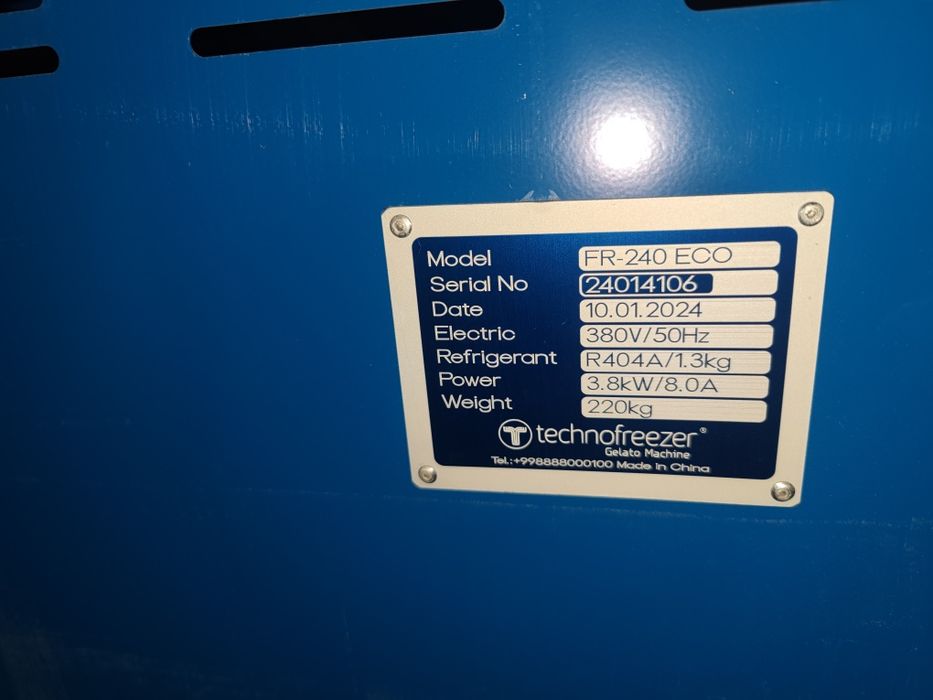 Model FR-240 ECO
Serial No 24014106
Date 10.01.2024
Electric 380V/50Hz
Refrigerant R404A/1.3kg
Power 3.8kW/8.0A
Weight 220kg
technofreezer®
Gelato Machine
Tel.:+998888000100 Made in China